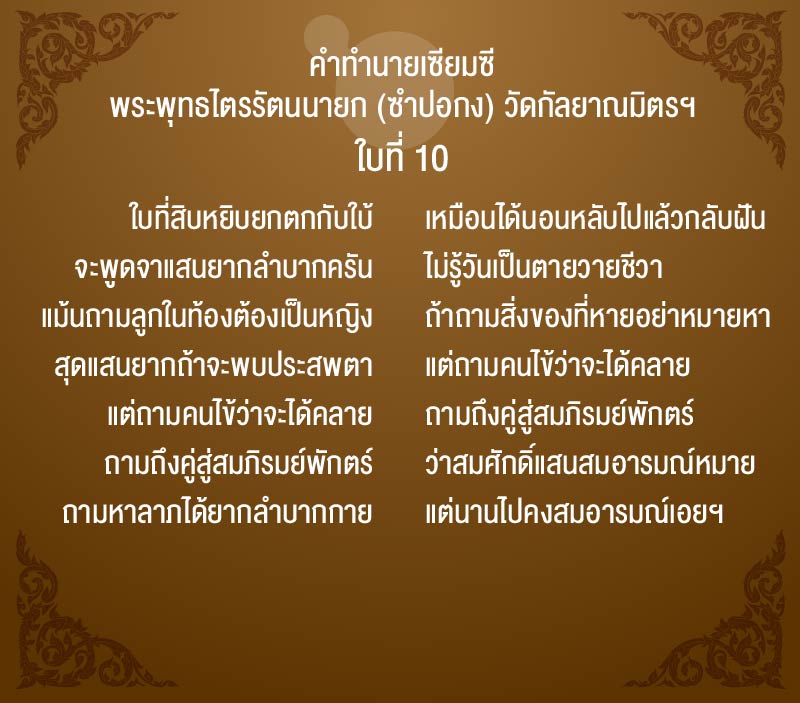 คำทำนายเซียมซี
พระพุทธไตรรัตนนายก (ซำปอกง) วัดกัลยาณมิตรฯ
ใบที่ 10
ใบที่สิบหยิบยกตกกับใบ้ เหมือนได้นอนหลับไปแล้วกลับฝัน
จะพูดจาแสนยากลำบากครัน ไม่รู้วันเป็นตายวายชีวา
แม้นถามลูกในท้องต้องเป็นหญิง ถ้าถามสิ่งของที่หายอย่าหมายหา
สุดแสนยากถ้าจะพบประสพตา แต่ถามคนไข้ว่าจะได้คลาย
แต่ถามคนไข้ว่าจะได้คลาย ถามถึงคู่สู่สมภิรมย์พักตร์
ถามถึงคู่สู่สมภิรมย์พักตร์ ว่าสมศักดิ์แสนสมอารมณ์หมาย
ถามหาลาภได้ยากลำบากกาย แต่นานไปคงสมอารมณ์เอยฯ